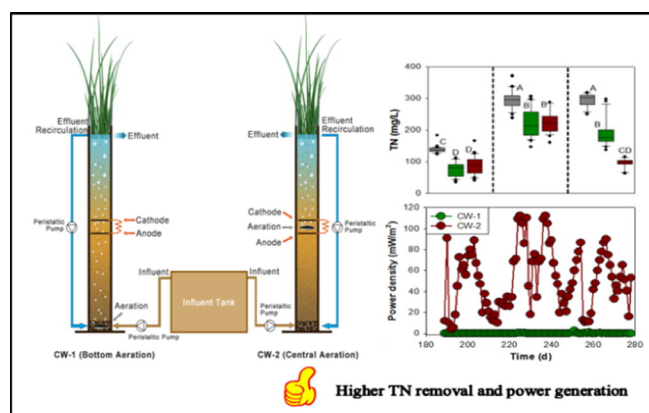 Effluent
Recirculation
Effluent
Peristaltic
Pump
Cathode
Anode
Influent
Aeration
Peristaltic Pump
CW-1 (Bottom Aeration)
Influent Tank
Effluent
Effluent
Recirculation
Cathode
Aeration
Anode
Influent
Peristaltic
Pump
Peristaltic
Pump
CW-2 (Central Aeration)
TN (mg/L)
400
300
200
100
0
C
D
D
A
B
B
A
B
CD
Power density (mW/m²)
120
100
80
60
40
20
0
CW-1
CW-2
180
200
220
240
260
280
Time (d)
Higher TN removal and power generation